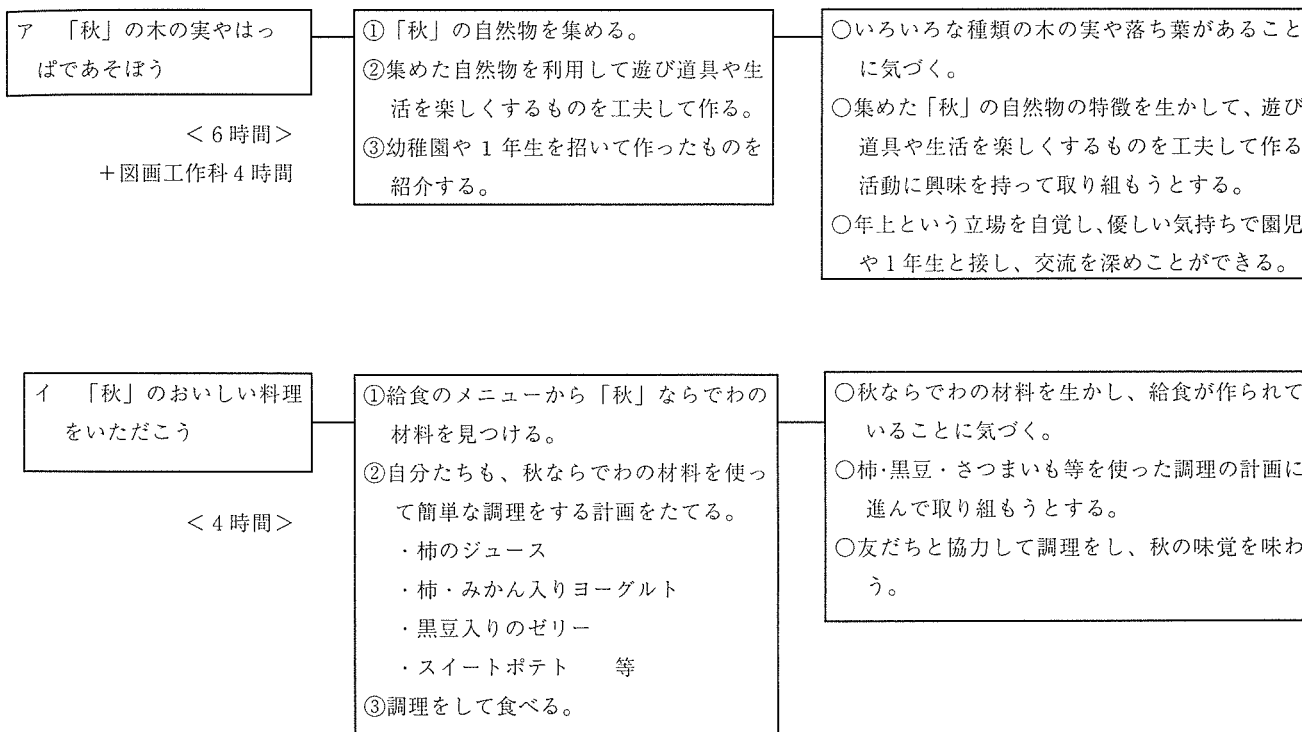 ア 「秋」の木の実やはっ
ぱであそぼう
<6時間>
+図画工作科4時間
①「秋」の自然物を集める。
②集めた自然物を利用して遊び道具や生
活を楽しくするものを工夫して作る。
③幼稚園や1年生を招いて作ったものを
紹介する。
○いろいろな種類の木の実や落ち葉があること
に気づく。
○集めた「秋」の自然物の特徴を生かして、遊び
道具や生活を楽しくするものを工夫して作る
活動に興味を持って取り組もうとする。
○年上という立場を自覚し、優しい気持ちで園児
や1年生と接し、交流を深めことができる。
イ 「秋」のおいしい料理
をいただこう
<4時間>
①給食のメニューから「秋」ならでわの
材料を見つける。
②自分たちも、秋ならでわの材料を使っ
て簡単な調理をする計画をたてる。
・柿のジュース
・柿・みかん入りヨーグルト
・黒豆入りのゼリー
・スイートポテト 等
③調理をして食べる。
○秋ならでわの材料を生かし、給食が作られて
いることに気づく。
○柿・黒豆・さつまいも等を使った調理の計画に
進んで取り組もうとする。
○友だちと協力して調理をし、秋の味覚を味わ
う。